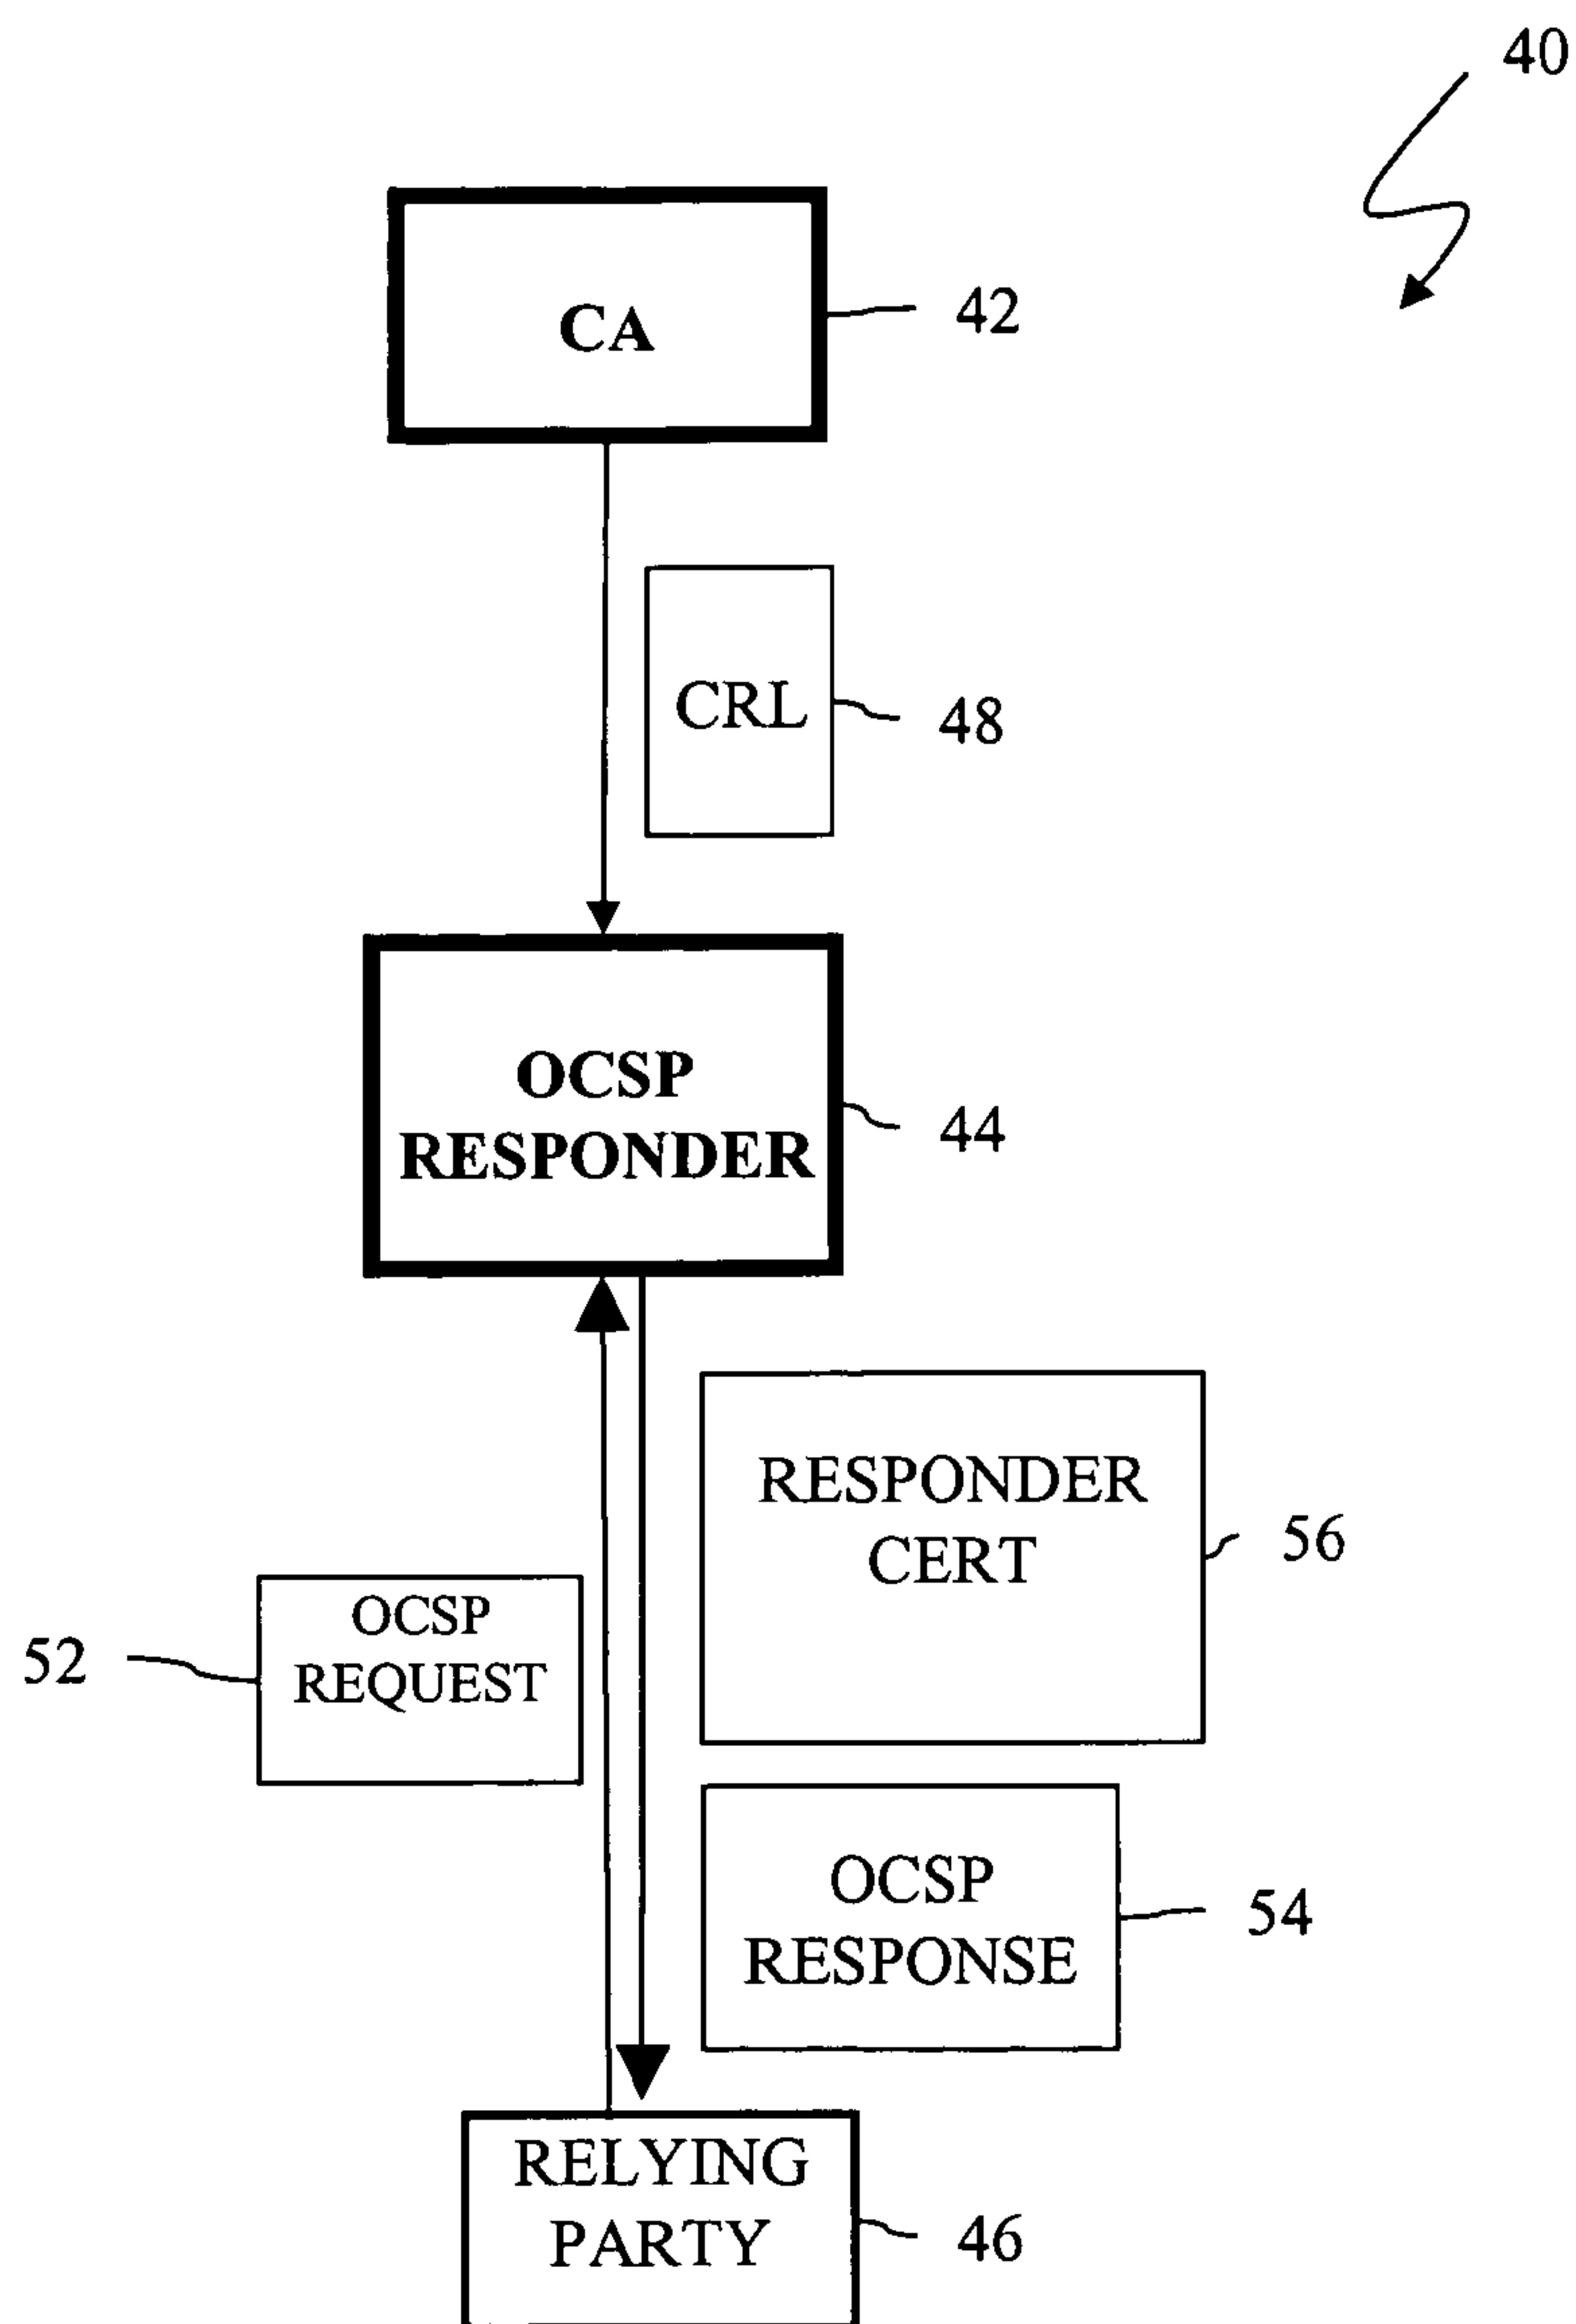 40
CA
42
CRL
48
OCSP
RESPONDER
44
RESPONDER
CERT
56
OCSP
REQUEST
52
OCSP
RESPONSE
54
RELYING
PARTY
46